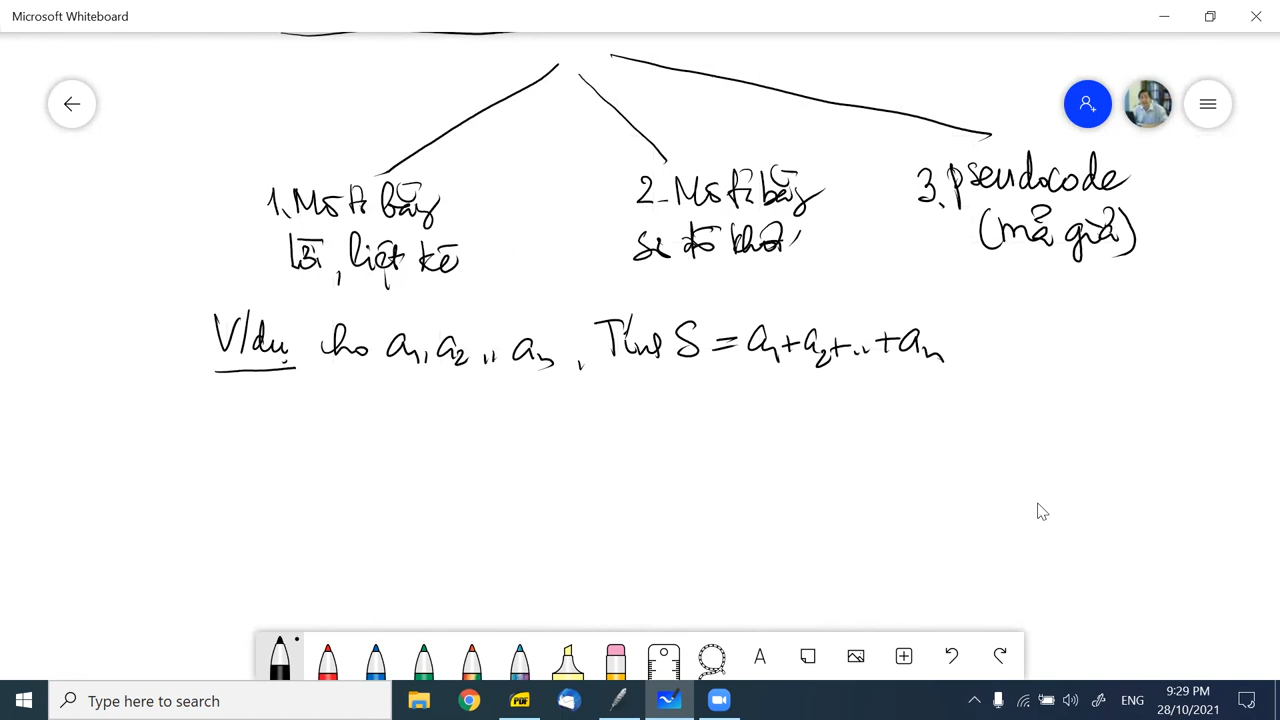 Microsoft Whiteboard
1. Mô tả bằng
lời, liệt kê
2 - Mô tả bằng
sơ đồ khối
3. pseudocode
(mã giả)
V/dụ cho a1, a2 ,, an , Tính S = a1+a2+..+an
A
Type here to search
PDF
ENG
9:29 PM
28/10/2021